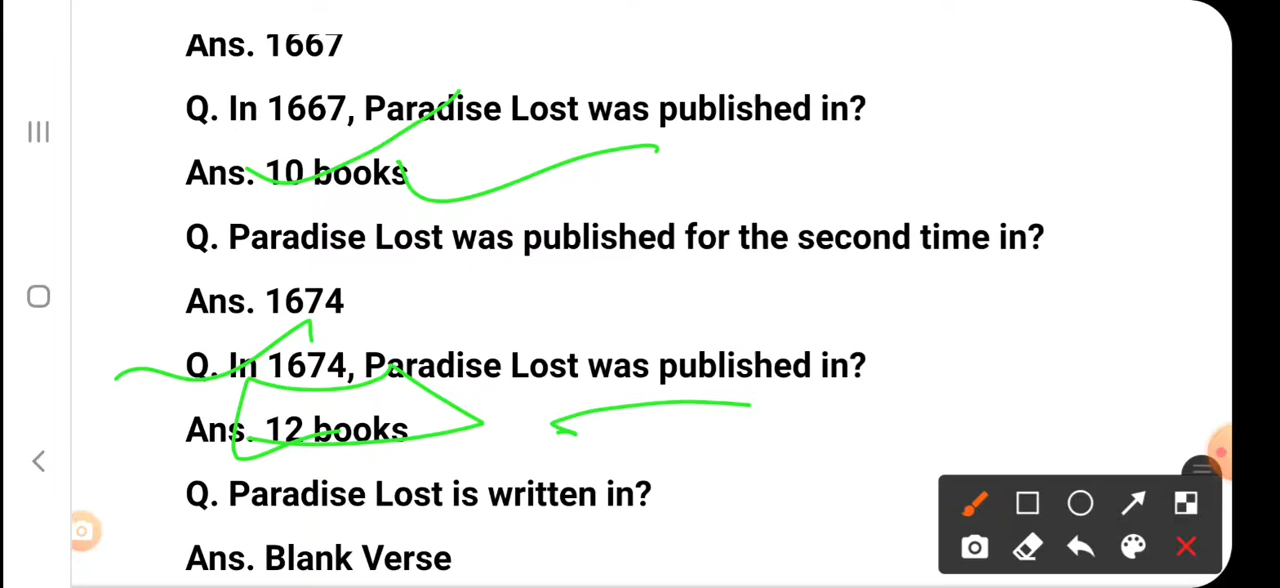 Ans. 1667
Q. In 1667, Paradise Lost was published in?
Ans. 10 books
Q. Paradise Lost was published for the second time in?
Ans. 1674
Q. In 1674, Paradise Lost was published in?
Ans. 12 books
Q. Paradise Lost is written in?
Ans. Blank Verse